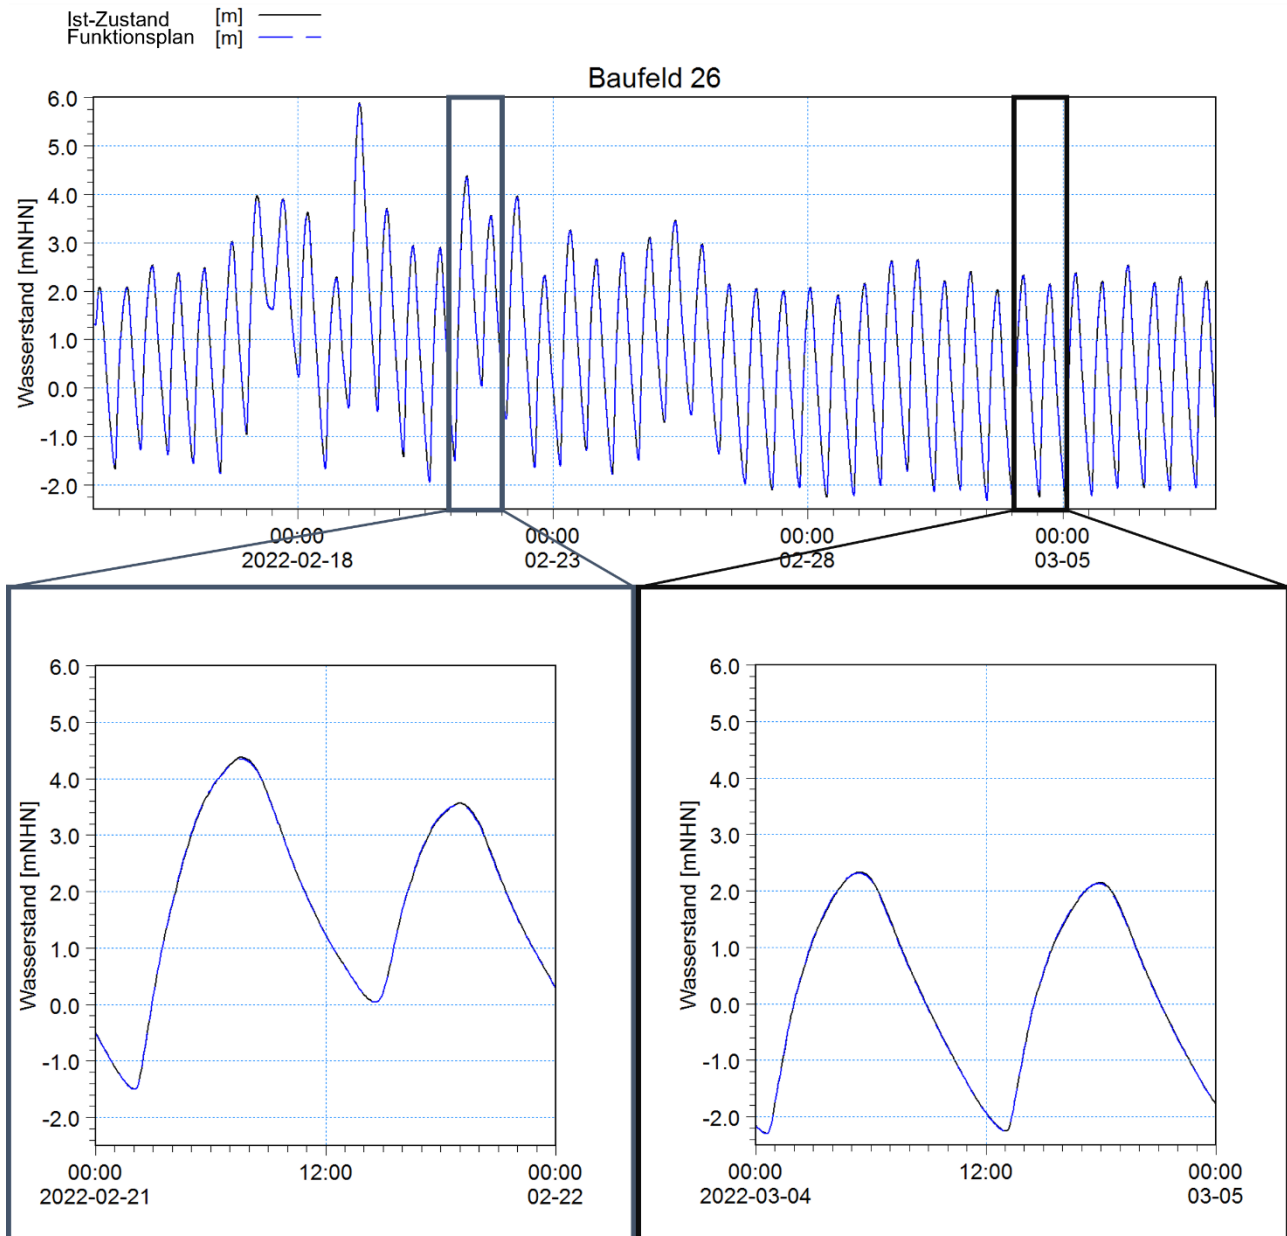 Ist-Zustand [m]
Funktionsplan [m]
Baufeld 26
Wasserstand [mNHN]
6.0
5.0
4.0
3.0
2.0
1.0
0.0
-1.0
-2.0
00:00 00:00 00:00 00:00
2022-02-18 02-23 02-28 03-05
Wasserstand [mNHN]
6.0
5.0
4.0
3.0
2.0
1.0
0.0
-1.0
-2.0
00:00 12:00 00:00
2022-02-21 02-22
Wasserstand [mNHN]
6.0
5.0
4.0
3.0
2.0
1.0
0.0
-1.0
-2.0
00:00 12:00 00:00
2022-03-04 03-05